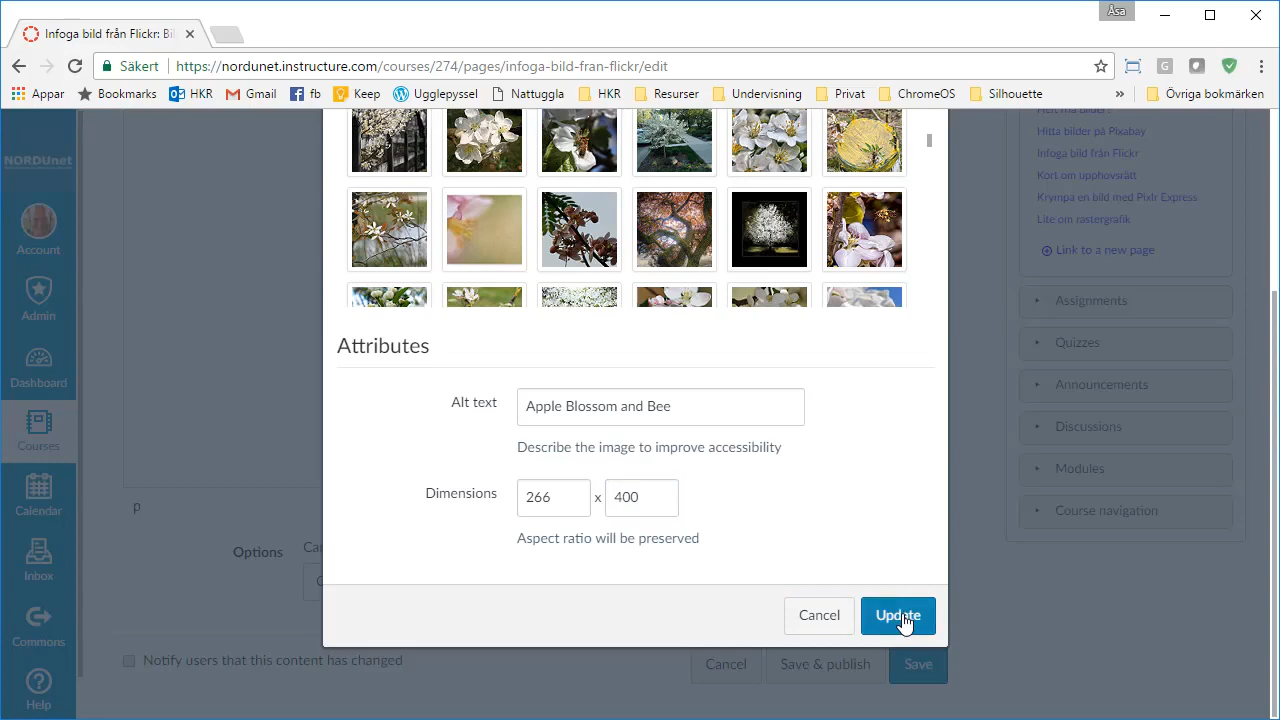 Åsa
Infoga bild från Flickr: Bil
Säkert
https://nordunet.instructure.com/courses/274/pages/infoga-bild-fran-flickr/edit
G
Appar
Bookmarks
HKR
Gmail
fb
Keep
Ugglepyssel
Nattuggla
HKR
Resurser
Undervisning
Privat
ChromeOS
Silhouette
»
Övriga bokmärken
NORDUnet
Account
Admin
Dashboard
Courses
Calendar
Inbox
Commons
Help
Hitta bilder på Pixabay
Infoga bild från Flickr
Kort om upphovsrätt
Krympa en bild med Pixlr Express
Lite om rastergrafik
Link to a new page
Assignments
Quizzes
Announcements
Discussions
Modules
Course navigation
Attributes
Alt text
Apple Blossom and Bee
Describe the image to improve accessibility
Dimensions
266 x 400
Aspect ratio will be preserved
Cancel
Update
p
Options
Notify users that this content has changed
Cancel
Save & publish
Save